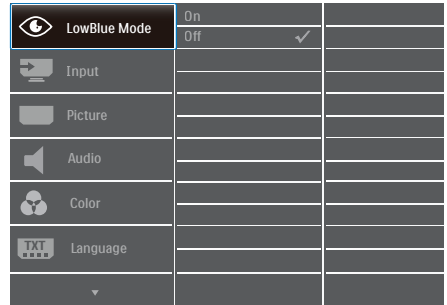 LowBlue Mode
On
Off
Input
Picture
Audio
Color
TXT
Language